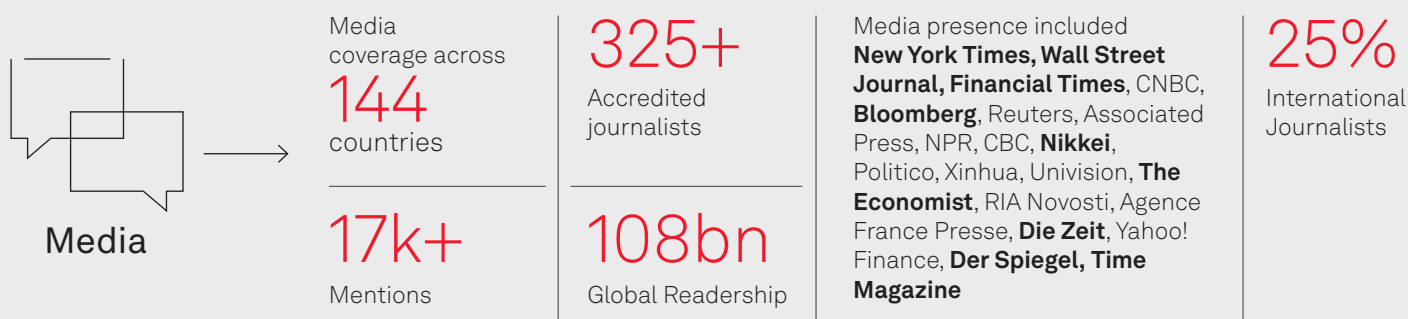 Media
Media
coverage across
144
countries
17k+
Mentions
325+
Accredited
journalists
108bn
Global Readership
Media presence included
New York Times, Wall Street
Journal, Financial Times, CNBC,
Bloomberg, Reuters, Associated
Press, NPR, CBC, Nikkei,
Politico, Xinhua, Univision, The
Economist, RIA Novosti, Agence
France Presse, Die Zeit, Yahoo!
Finance, Der Spiegel, Time
Magazine
25%
International
Journalists